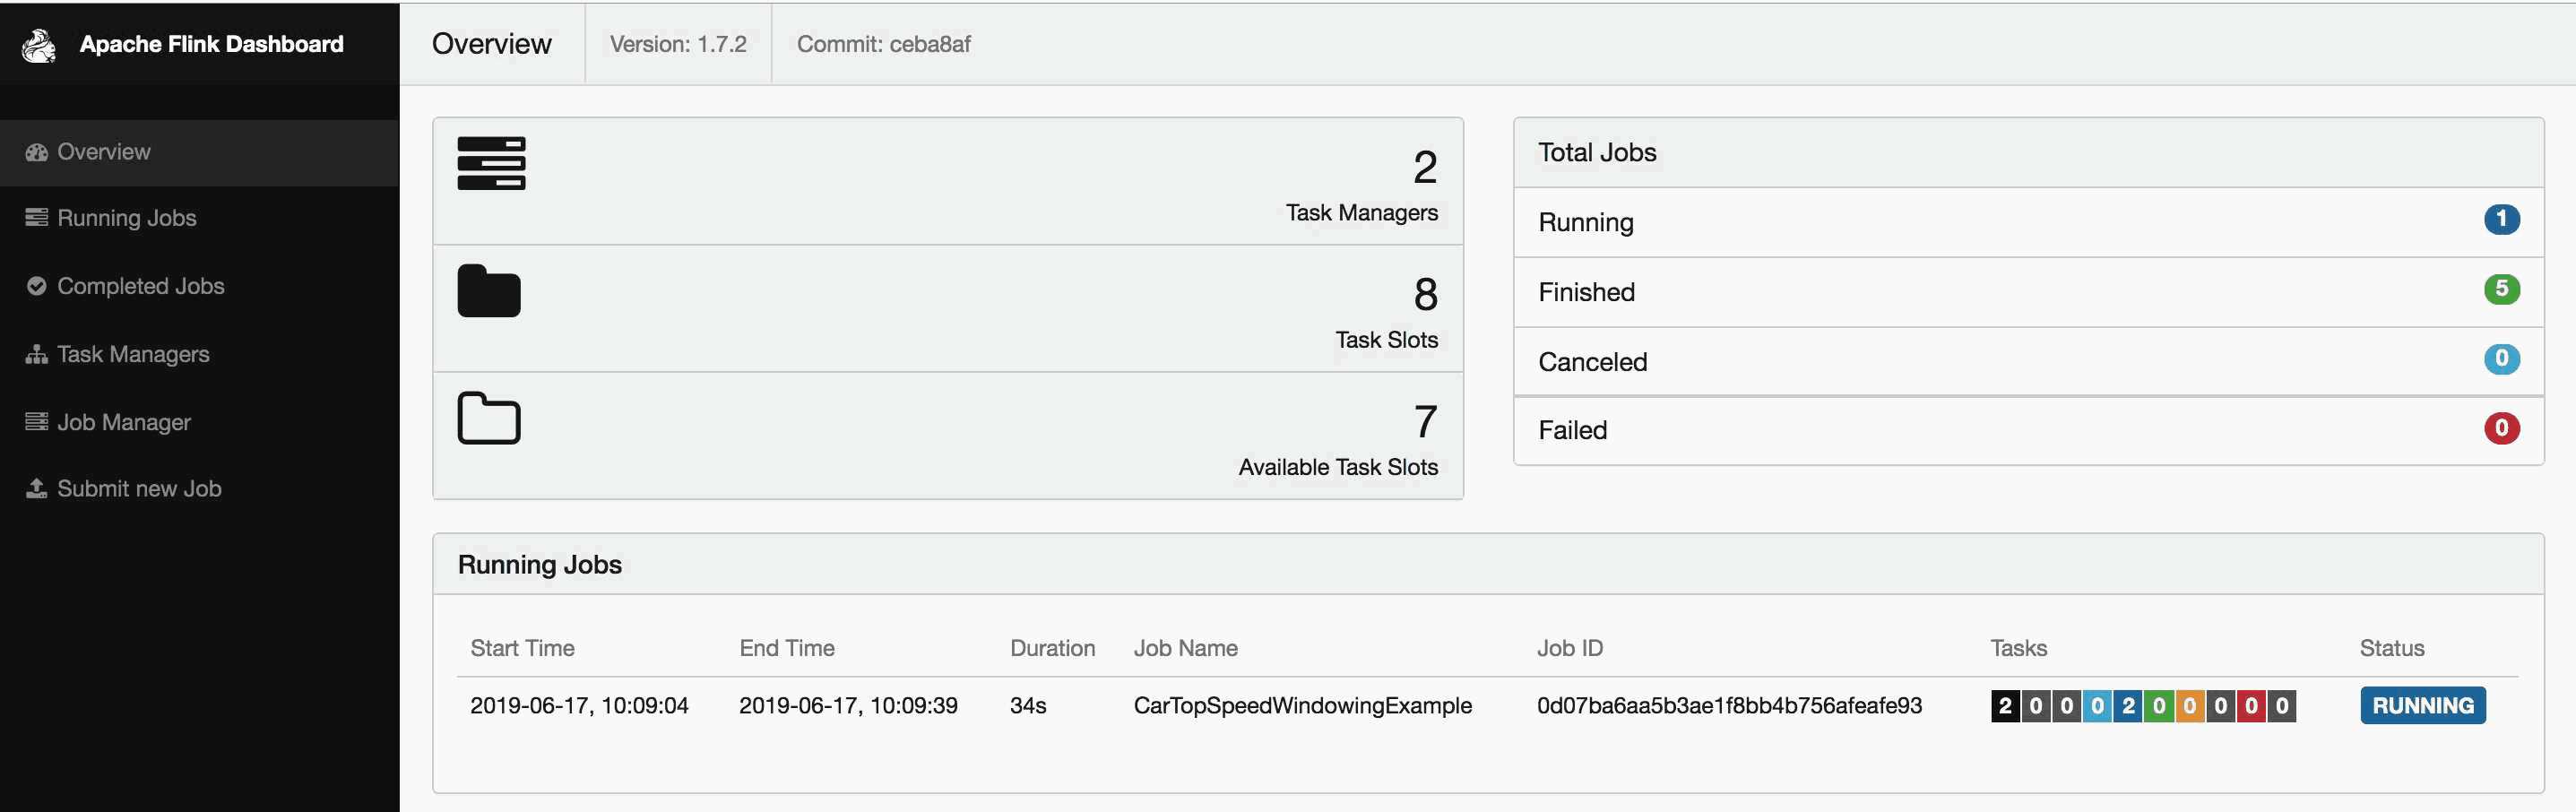 Apache Flink Dashboard
Overview
Version: 1.7.2
Commit: ceba8af
Overview
Running Jobs
Completed Jobs
Task Managers
Job Manager
Submit new Job
2
Task Managers
8
Task Slots
7
Available Task Slots
Total Jobs
Running 1
Finished 5
Canceled 0
Failed 0
Running Jobs
Start Time End Time Duration Job Name Job ID Tasks Status
2019-06-17, 10:09:04 2019-06-17, 10:09:39 34s CarTopSpeedWindowingExample 0d07ba6aa5b3ae1f8bb4b756afeafe93 2 0 0 0 2 0 0 0 0 0 RUNNING